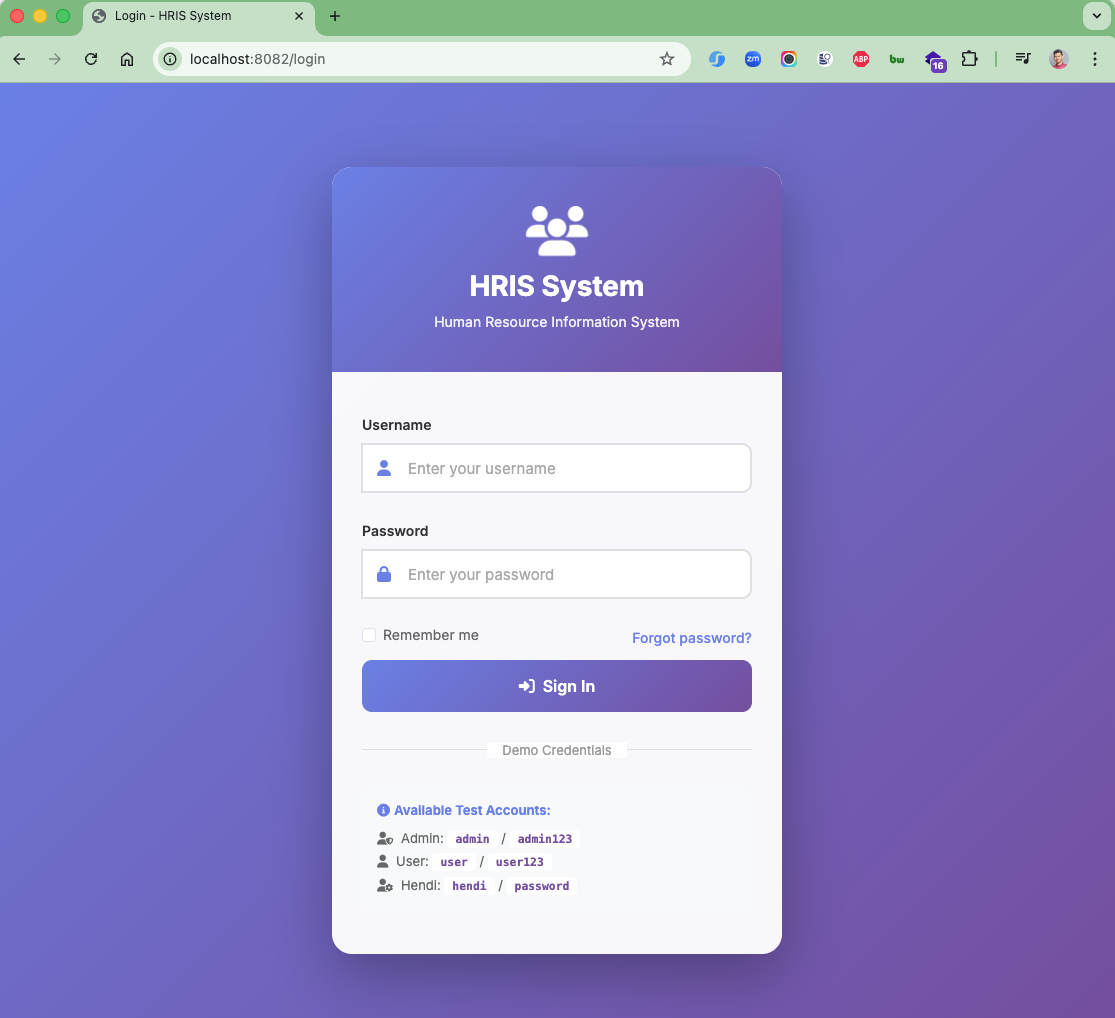 Login - HRIS System
localhost:8082/login
zm
ABP
bw
16
HRIS System
Human Resource Information System
Username
Enter your username
Password
Enter your password
Remember me
Forgot password?
Sign In
Demo Credentials
Available Test Accounts:
Admin: admin / admin123
User: user / user123
Hendi: hendi / password